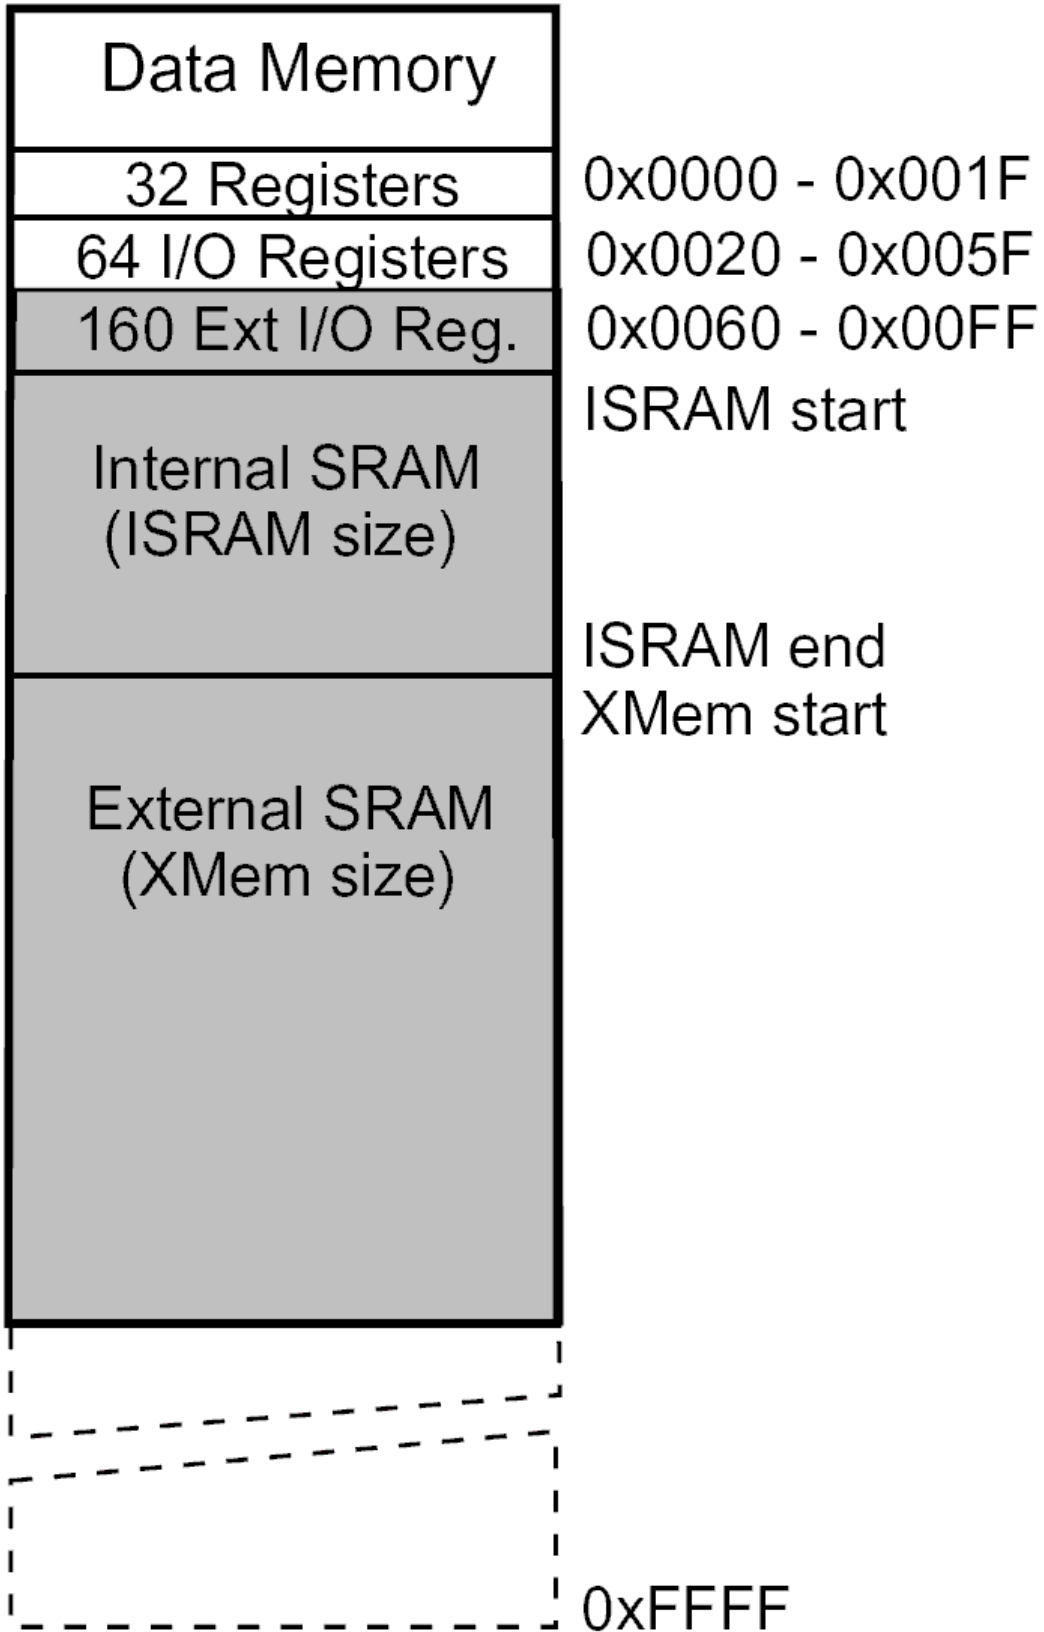 Data Memory
32 Registers 0x0000 - 0x001F
64 I/O Registers 0x0020 - 0x005F
160 Ext I/O Reg. 0x0060 - 0x00FF
ISRAM start
Internal SRAM
(ISRAM size)
ISRAM end
XMem start
External SRAM
(XMem size)
0xFFFF